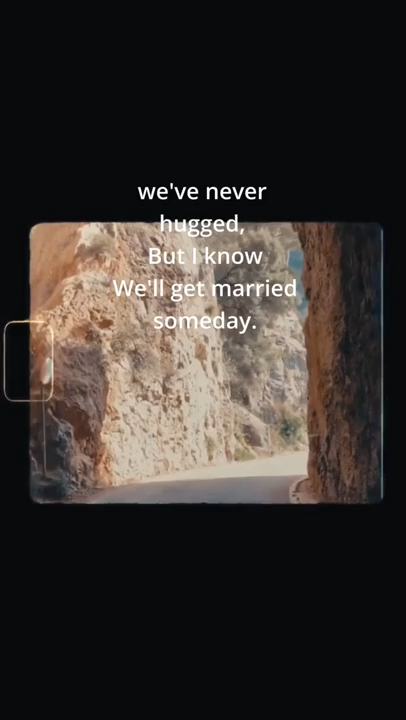 we've never
hugged,
But I know
We'll get married
someday.